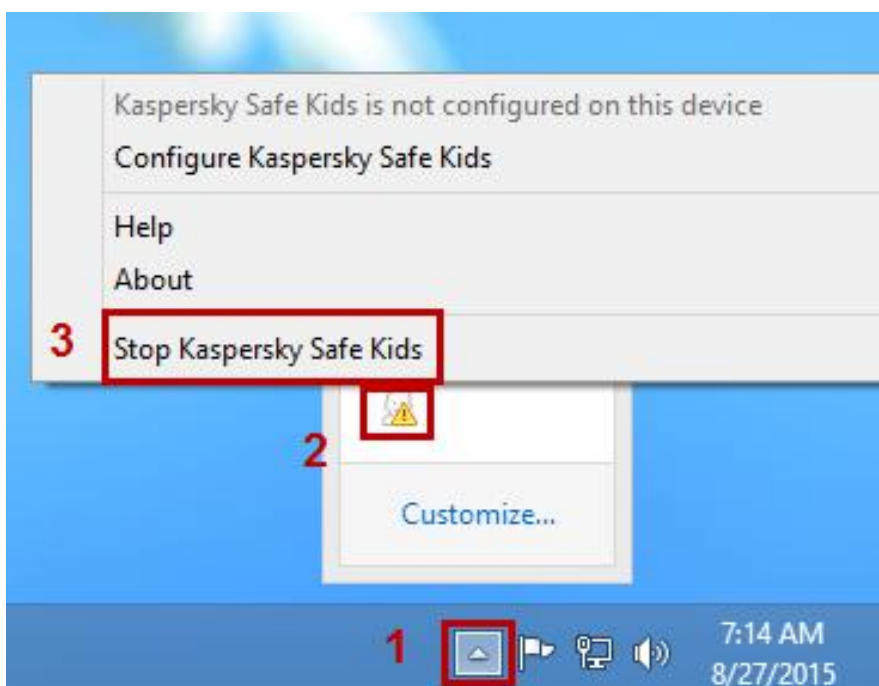 Kaspersky Safe Kids is not configured on this device
Configure Kaspersky Safe Kids
Help
About
3 Stop Kaspersky Safe Kids
2
Customize...
1 7:14 AM
8/27/2015